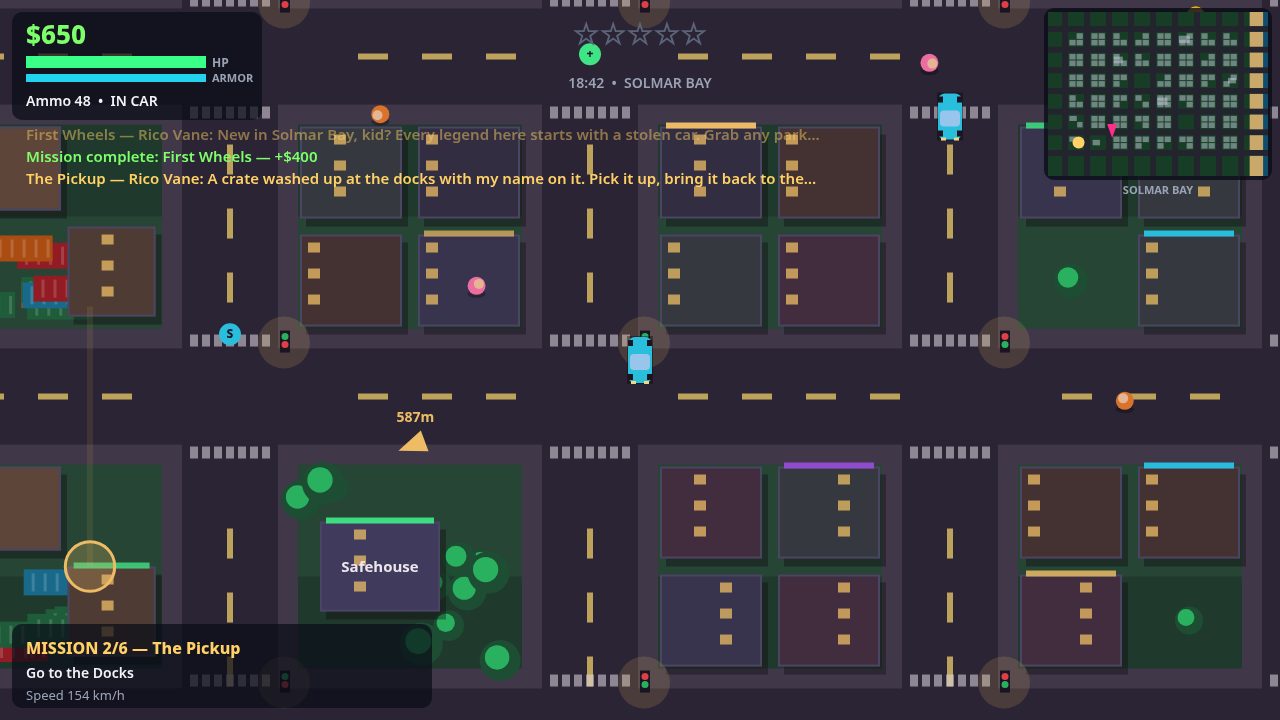 $650
HP
ARMOR
Ammo 48 • IN CAR
18:42 • SOLMAR BAY
SOLMAR BAY
First Wheels — Rico Vane: New in Solmar Bay, kid? Every legend here starts with a stolen car. Grab any park...
Mission complete: First Wheels — +$400
The Pickup — Rico Vane: A crate washed up at the docks with my name on it. Pick it up, bring it back to the...
S
587m
Safehouse
MISSION 2/6 — The Pickup
Go to the Docks
Speed 154 km/h